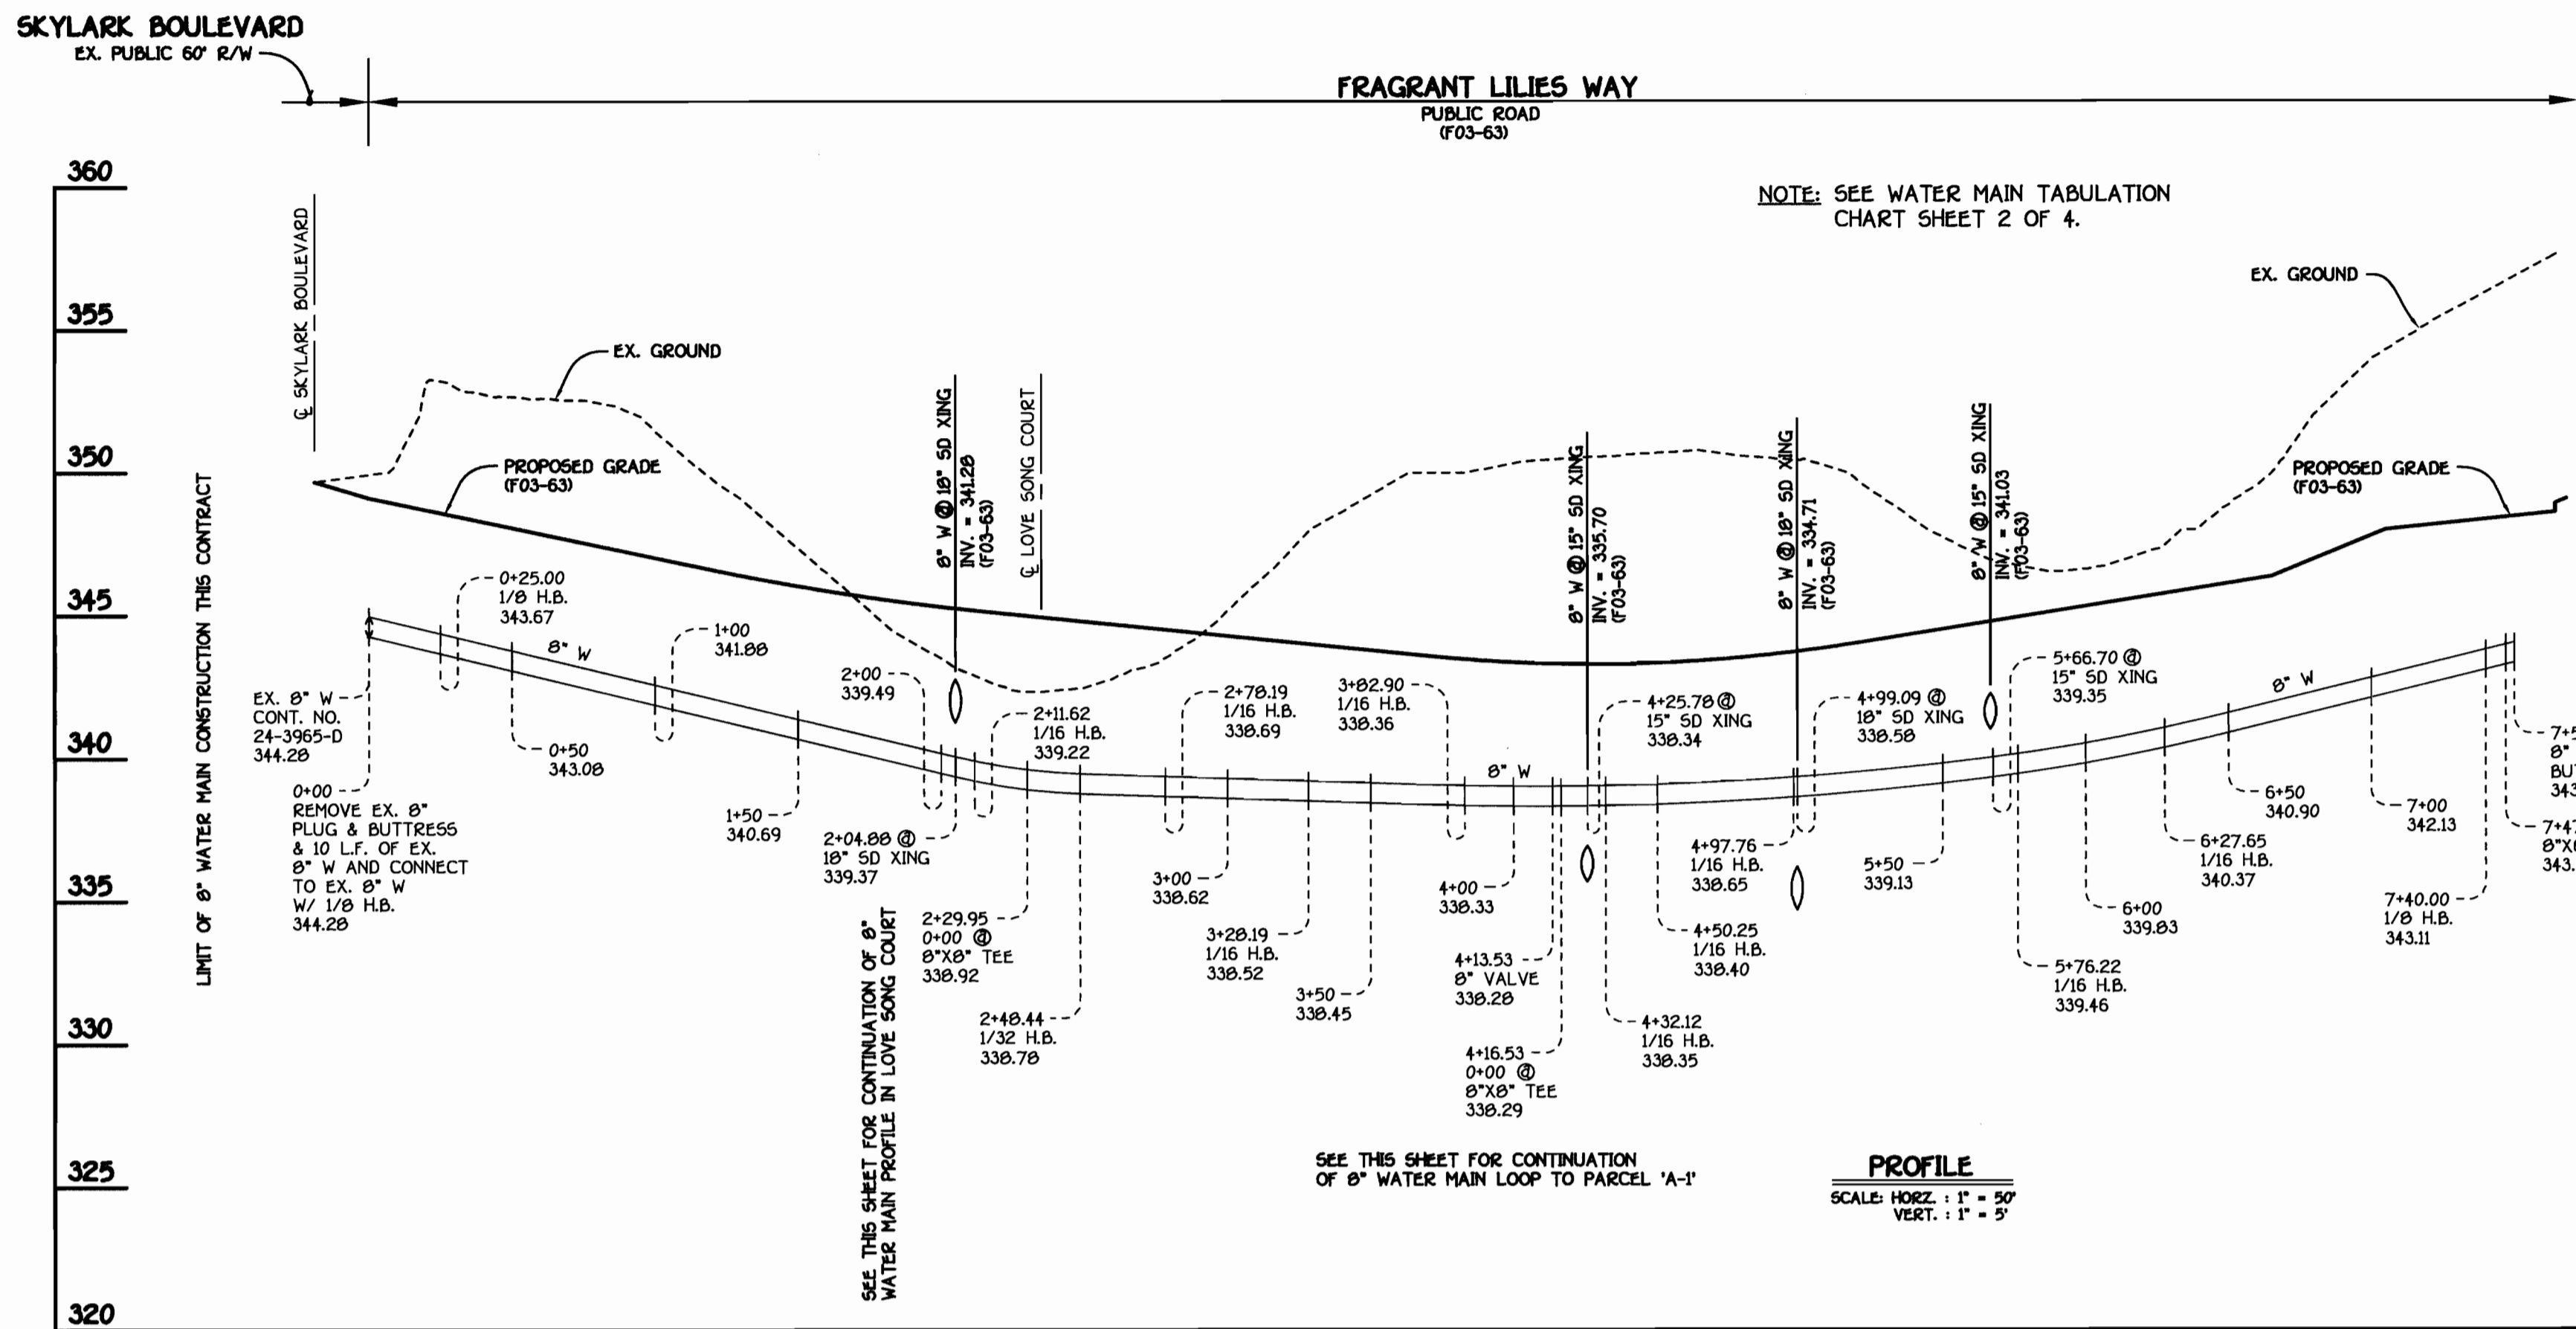 SKYLARK BOULEVARD
EX. PUBLIC 60' R/W
FRAGRANT LILIES WAY
PUBLIC ROAD
(F03-63)
360
355
350
345
340
335
330
325
320
NOTE: SEE WATER MAIN TABULATION
CHART SHEET 2 OF 4.
℄ SKYLARK BOULEVARD
LIMIT OF 8" WATER MAIN CONSTRUCTION THIS CONTRACT
EX. GROUND
PROPOSED GRADE
(F03-63)
8" W @ 18" SD XING
INV. = 341.28
(F03-63)
℄ LOVE SONG COURT
8" W @ 15" SD XING
INV. = 335.70
(F03-63)
8" W @ 18" SD XING
INV. = 334.71
(F03-63)
8" W @ 15" SD XING
INV. = 341.03
(F03-63)
EX. GROUND
PROPOSED GRADE
(F03-63)
EX. 8" W
CONT. NO.
24-3965-D
344.28
0+00
REMOVE EX. 8"
PLUG & BUTTRESS
& 10 L.F. OF EX.
8" W AND CONNECT
TO EX. 8" W
W/ 1/8 H.B.
344.28
0+25.00
1/8 H.B.
343.67
8" W
0+50
343.08
1+00
341.88
1+50
340.69
2+00
339.49
2+04.88 @
18" SD XING
339.37
2+11.62
1/16 H.B.
339.22
2+29.95
0+00 @
8"X8" TEE
338.92
SEE THIS SHEET FOR CONTINUATION OF 8"
WATER MAIN PROFILE IN LOVE SONG COURT
2+48.44
1/32 H.B.
338.78
2+78.19
1/16 H.B.
338.69
3+00
338.62
3+28.19
1/16 H.B.
338.52
3+50
338.45
3+82.90
1/16 H.B.
338.36
8" W
4+00
338.33
4+13.53
8" VALVE
338.28
4+16.53
0+00 @
8"X8" TEE
338.29
4+25.78 @
15" SD XING
338.34
4+32.12
1/16 H.B.
338.35
4+50.25
1/16 H.B.
338.40
4+97.76
1/16 H.B.
338.65
4+99.09 @
18" SD XING
338.58
5+50
339.13
5+66.70 @
15" SD XING
339.35
5+76.22
1/16 H.B.
339.46
6+00
339.83
6+27.65
1/16 H.B.
340.37
6+50
340.90
8" W
7+00
342.13
7+40.00
1/8 H.B.
343.11
SEE THIS SHEET FOR CONTINUATION
OF 8" WATER MAIN LOOP TO PARCEL 'A-1'
PROFILE
SCALE: HORZ. : 1" = 50'
VERT. : 1" = 5'